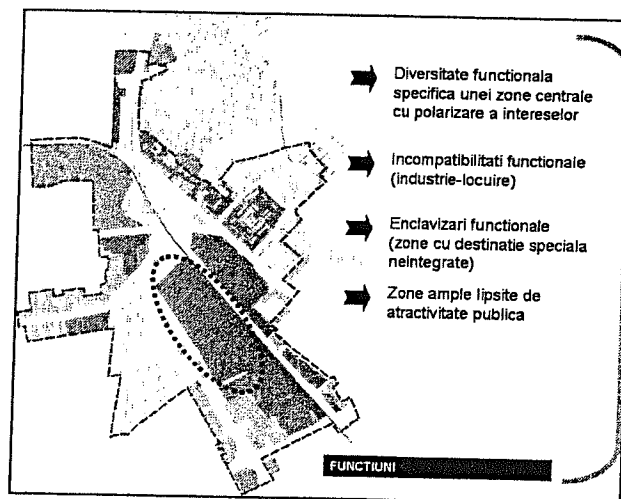 Diversitate functionala
specifica unei zone centrale
cu polarizare a intereselor
Incompatibilitati functionale
(industrie-locuire)
Enclavizari functionale
(zone cu destinatie speciala
neintegrate)
Zone ample lipsite de
atractivitate publica
FUNCTIUNI